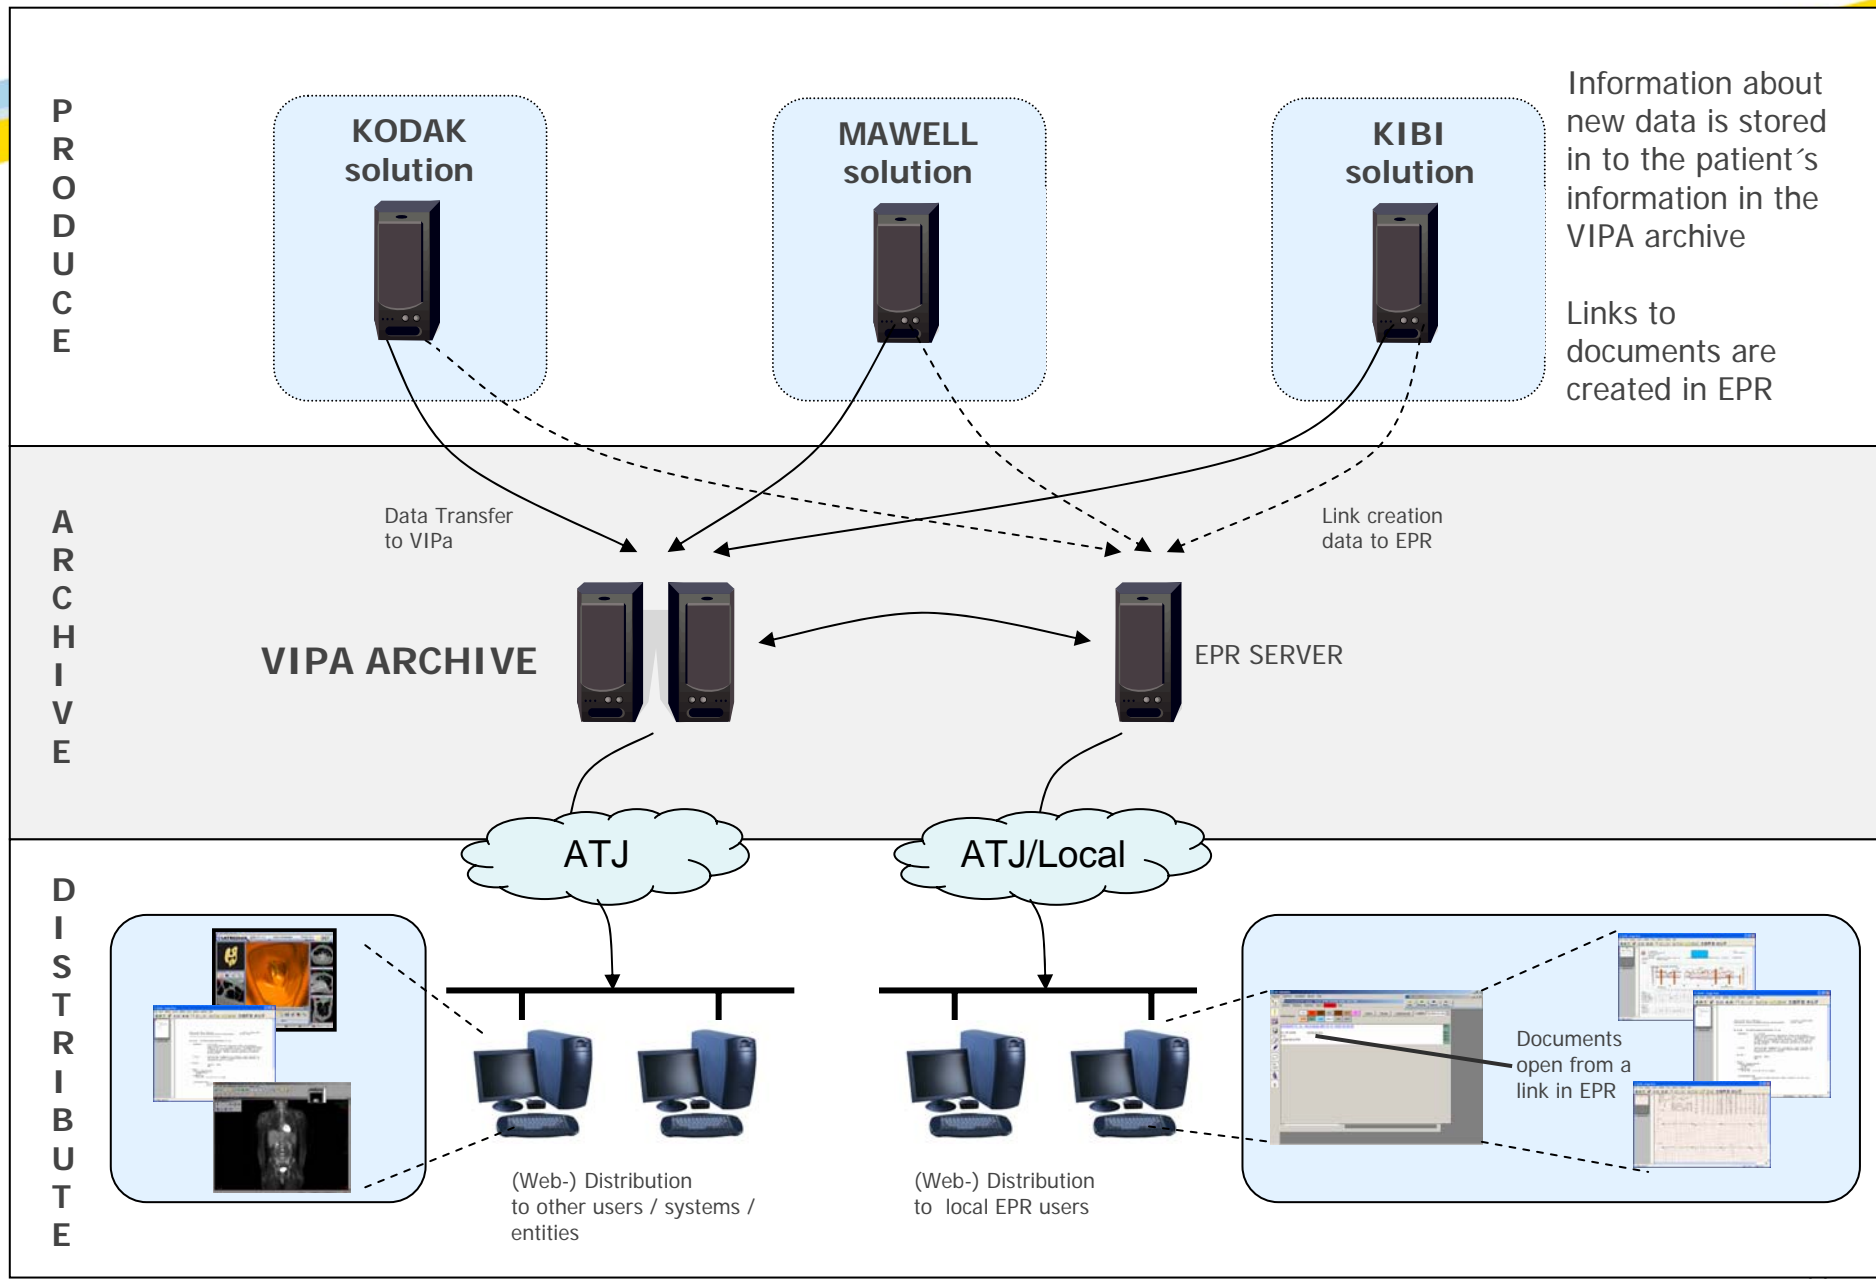 PRODUCE
KODAK
solution
MAWELL
solution
KIBI
solution
Information about
new data is stored
in to the patient´s
information in the
VIPA archive
Links to
documents are
created in EPR
ARCHIVE
Data Transfer
to VIPa
Link creation
data to EPR
VIPA ARCHIVE
EPR SERVER
ATJ
ATJ/Local
DISTRIBUTE
Documents
open from a
link in EPR
(Web-) Distribution
to other users / systems /
entities
(Web-) Distribution
to local EPR users